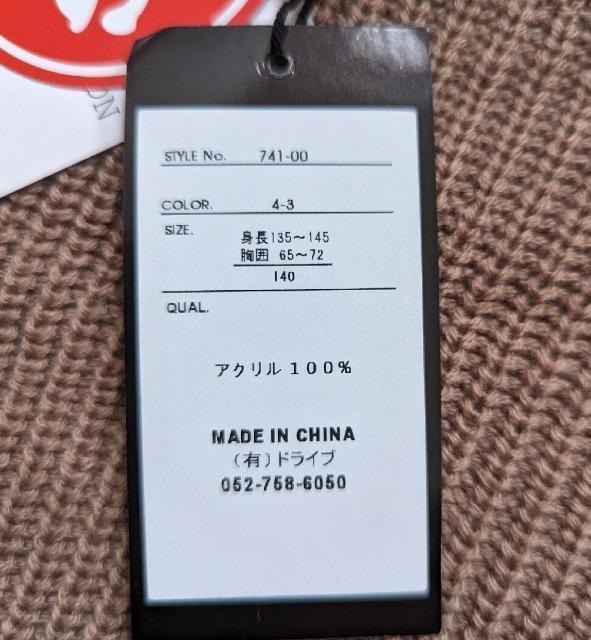 ON
STYLE No. 741-00
COLOR. 4-3
SIZE. 身長135～145
胸囲 65～72
140
QUAL.
アクリル100%
MADE IN CHINA
(有)ドライブ
052-758-6050